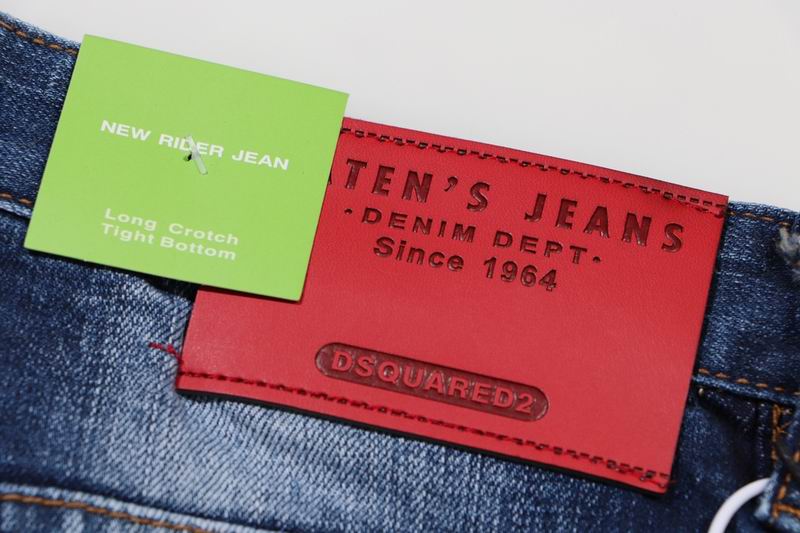 NEW RIDER JEAN
Long Crotch
Tight Bottom
ATEN'S JEANS
•DENIM DEPT•
Since 1964
DSQUARED2